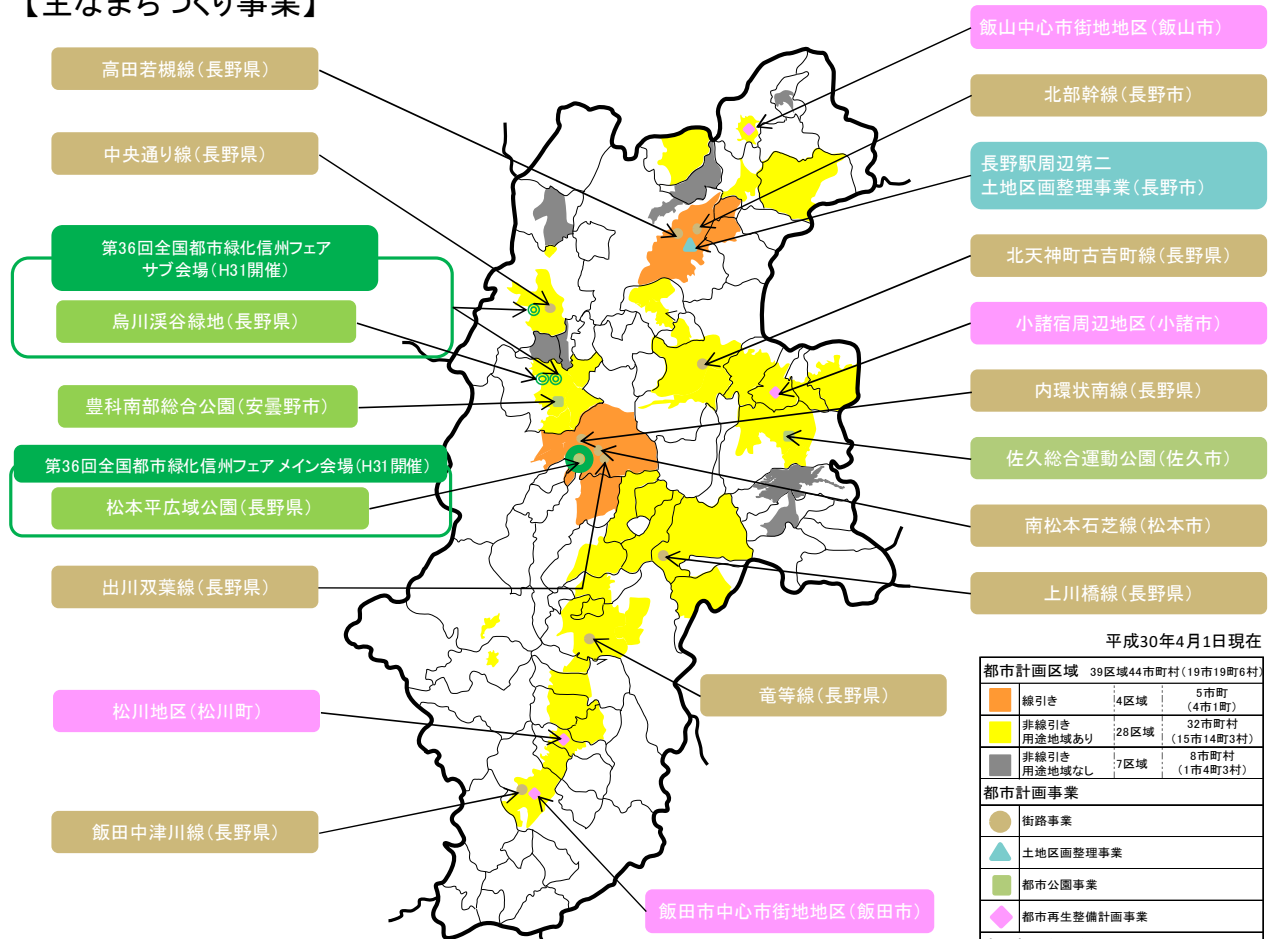 【主なまちづくり事業】
高田若槻線(長野県)
中央通り線(長野県)
第36回全国都市緑化信州フェア
サブ会場(H31開催)
烏川渓谷緑地(長野県)
豊科南部総合公園(安曇野市)
第36回全国都市緑化信州フェア メイン会場(H31開催)
松本平広域公園(長野県)
出川双葉線(長野県)
松川地区(松川町)
飯田中津川線(長野県)
飯山中心市街地地区(飯山市)
北部幹線(長野市)
長野駅周辺第二
土地区画整理事業(長野市)
北天神町古吉町線(長野県)
小諸宿周辺地区(小諸市)
内環状南線(長野県)
佐久総合運動公園(佐久市)
南松本石芝線(松本市)
上川橋線(長野県)
竜等線(長野県)
飯田市中心市街地地区(飯田市)
平成30年4月1日現在
都市計画区域 39区域44市町村(19市19町6村)
線引き 4区域 5市町
(4市1町)
非線引き
用途地域あり 28区域 32市町村
(15市14町3村)
非線引き
用途地域なし 7区域 8市町村
(1市4町3村)
都市計画事業
街路事業
土地区画整理事業
都市公園事業
都市再生整備計画事業